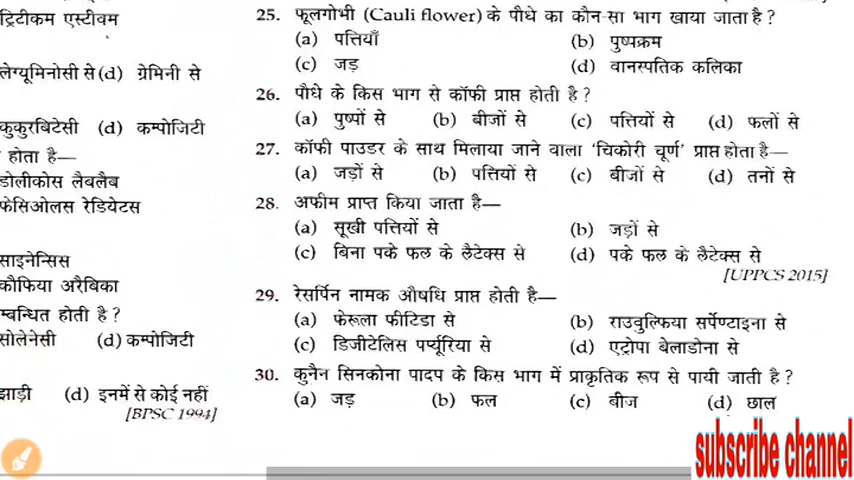 ट्रिटीकम एस्टीवम
लेग्यूमिनोसी से (d) ग्रेमिनी से
कुकुरबिटेसी (d) कम्पोजिटी
होता है—
डोलीकोस लैबलैब
फेसिओलस रेडियेटस
साइनेन्सिस
कौफिया अरैबिका
म्बन्धित होती है ?
सोलेनेसी (d) कम्पोजिटी
झाड़ी (d) इनमें से कोई नहीं
[BPSC 1994]
25. फूलगोभी (Cauli flower) के पौधे का कौन-सा भाग खाया जाता है ?
(a) पत्तियाँ (b) पुष्पक्रम
(c) जड़ (d) वानस्पतिक कलिका
26. पौधे के किस भाग से कॉफी प्राप्त होती है ?
(a) पुष्पों से (b) बीजों से (c) पत्तियों से (d) फलों से
27. कॉफी पाउडर के साथ मिलाया जाने वाला ‘चिकोरी चूर्ण’ प्राप्त होता है—
(a) जड़ों से (b) पत्तियों से (c) बीजों से (d) तनों से
28. अफीम प्राप्त किया जाता है—
(a) सूखी पत्तियों से (b) जड़ों से
(c) बिना पके फल के लैटेक्स से (d) पके फल के लैटेक्स से
[UPPCS 2015]
29. रेसर्पिन नामक औषधि प्राप्त होती है—
(a) फेरूला फीटिडा से (b) राउवुल्फिया सर्पेण्टाइना से
(c) डिजीटेलिस पर्प्यूरिया से (d) एट्रोपा बेलाडोना से
30. कुनैन सिनकोना पादप के किस भाग में प्राकृतिक रूप से पायी जाती है ?
(a) जड़ (b) फल (c) बीज (d) छाल
subscribe channel